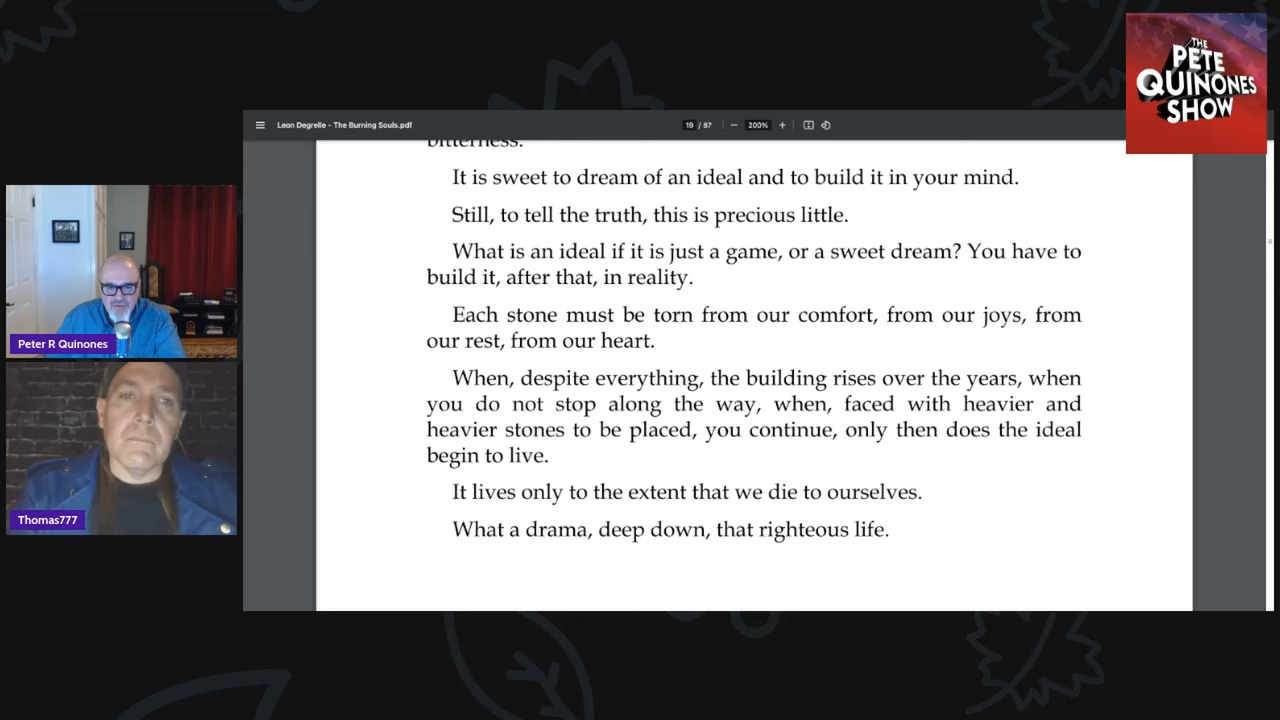 THE
PETE
QUINONES
SHOW
Leon Degrelle - The Burning Souls.pdf
19 / 87
200%
bitterness.
It is sweet to dream of an ideal and to build it in your mind.
Still, to tell the truth, this is precious little.
What is an ideal if it is just a game, or a sweet dream? You have to
build it, after that, in reality.
Each stone must be torn from our comfort, from our joys, from
our rest, from our heart.
When, despite everything, the building rises over the years, when
you do not stop along the way, when, faced with heavier and
heavier stones to be placed, you continue, only then does the ideal
begin to live.
It lives only to the extent that we die to ourselves.
What a drama, deep down, that righteous life.
Peter R Quinones
Thomas777